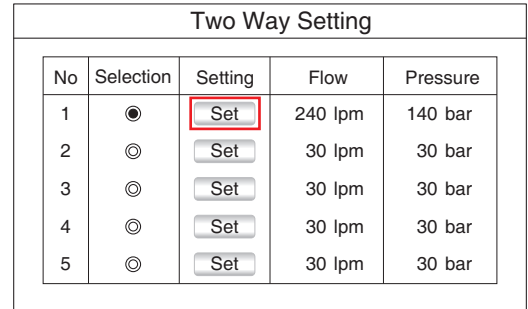 Two Way Setting
No Selection Setting Flow Pressure
1 Set 240 lpm 140 bar
2 Set 30 lpm 30 bar
3 Set 30 lpm 30 bar
4 Set 30 lpm 30 bar
5 Set 30 lpm 30 bar